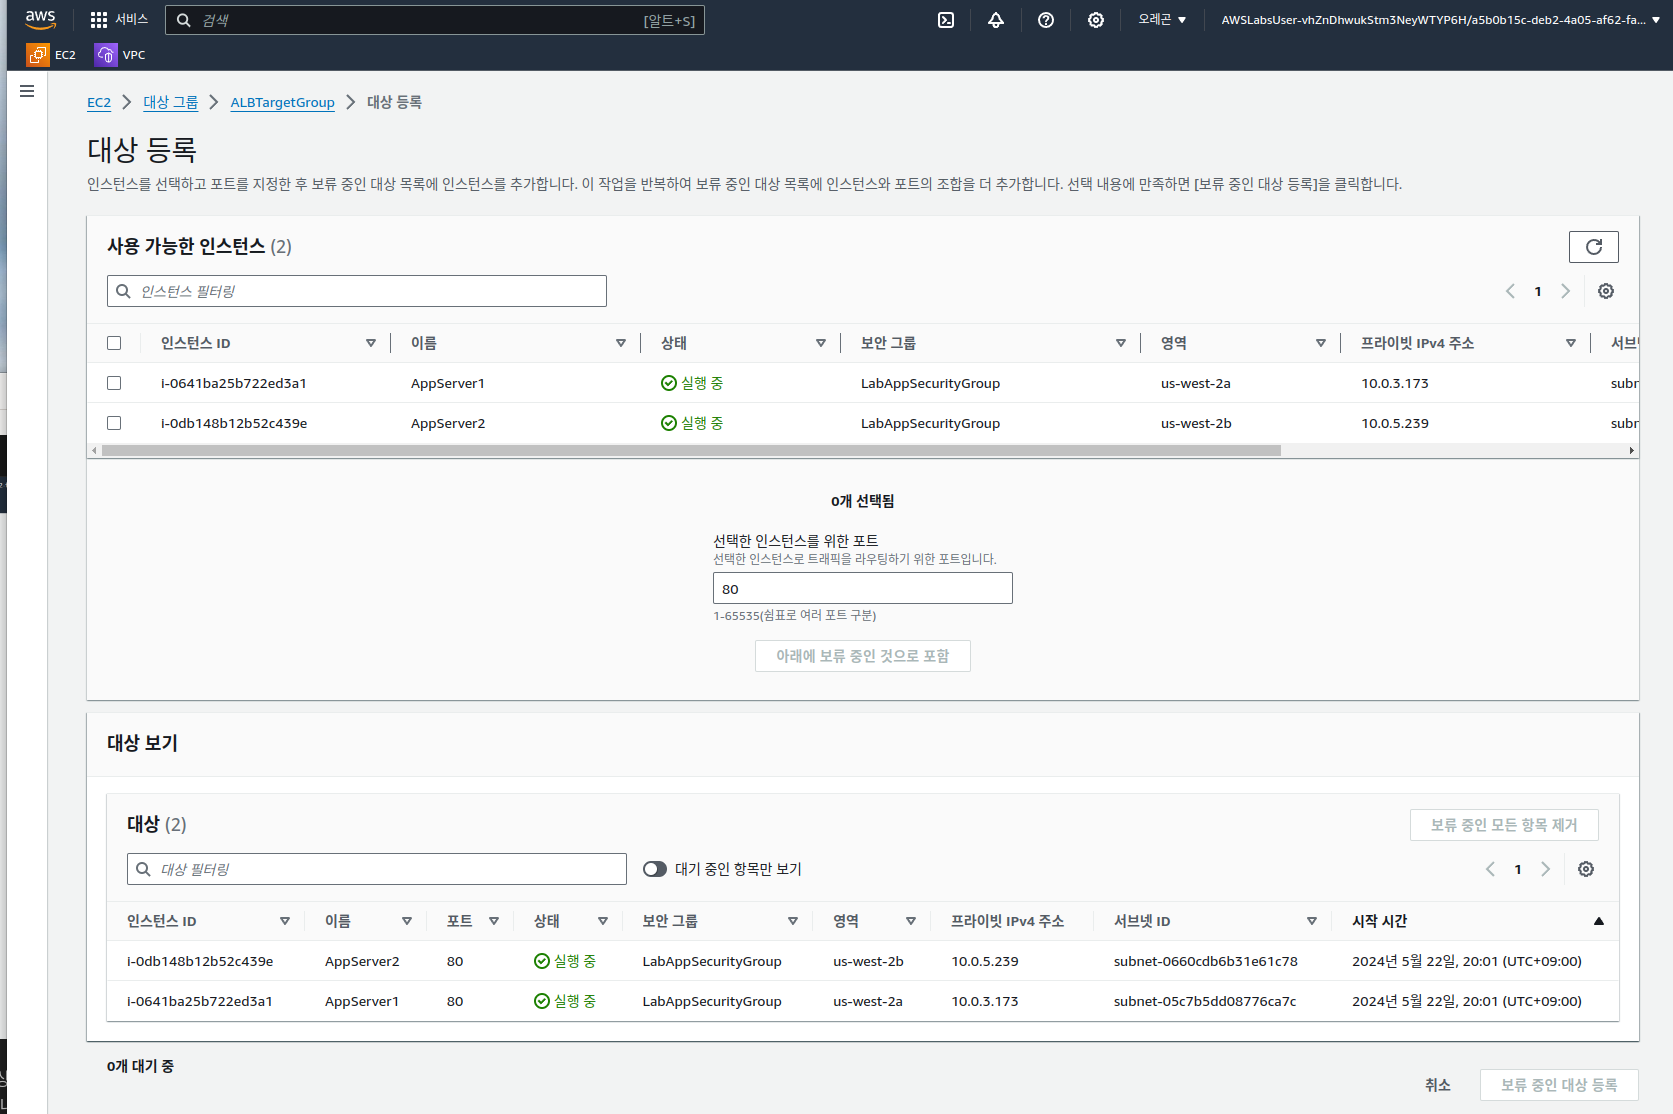 aws 서비스 검색 [알트+S] 오레곤 AWSLabsUser-vhZnDhwukStm3NeyWTYP6H/a5b0b15c-deb2-4a05-af62-fa...
EC2 VPC
EC2 대상 그룹 ALBTargetGroup 대상 등록
대상 등록
인스턴스를 선택하고 포트를 지정한 후 보류 중인 대상 목록에 인스턴스를 추가합니다. 이 작업을 반복하여 보류 중인 대상 목록에 인스턴스와 포트의 조합을 더 추가합니다. 선택 내용에 만족하면 [보류 중인 대상 등록]을 클릭합니다.
사용 가능한 인스턴스 (2)
인스턴스 필터링 1
인스턴스 ID 이름 상태 보안 그룹 영역 프라이빗 IPv4 주소 서브넷
i-0641ba25b722ed3a1 AppServer1 실행 중 LabAppSecurityGroup us-west-2a 10.0.3.173 subn
i-0db148b12b52c439e AppServer2 실행 중 LabAppSecurityGroup us-west-2b 10.0.5.239 subn
0개 선택됨
선택한 인스턴스를 위한 포트
선택한 인스턴스로 트래픽을 라우팅하기 위한 포트입니다.
80
1-65535(쉼표로 여러 포트 구분)
아래에 보류 중인 것으로 포함
대상 보기
대상 (2) 보류 중인 모든 항목 제거
대상 필터링 대기 중인 항목만 보기 1
인스턴스 ID 이름 포트 상태 보안 그룹 영역 프라이빗 IPv4 주소 서브넷 ID 시작 시간
i-0db148b12b52c439e AppServer2 80 실행 중 LabAppSecurityGroup us-west-2b 10.0.5.239 subnet-0660cdb6b31e61c78 2024년 5월 22일, 20:01 (UTC+09:00)
i-0641ba25b722ed3a1 AppServer1 80 실행 중 LabAppSecurityGroup us-west-2a 10.0.3.173 subnet-05c7b5dd08776ca7c 2024년 5월 22일, 20:01 (UTC+09:00)
0개 대기 중
취소 보류 중인 대상 등록